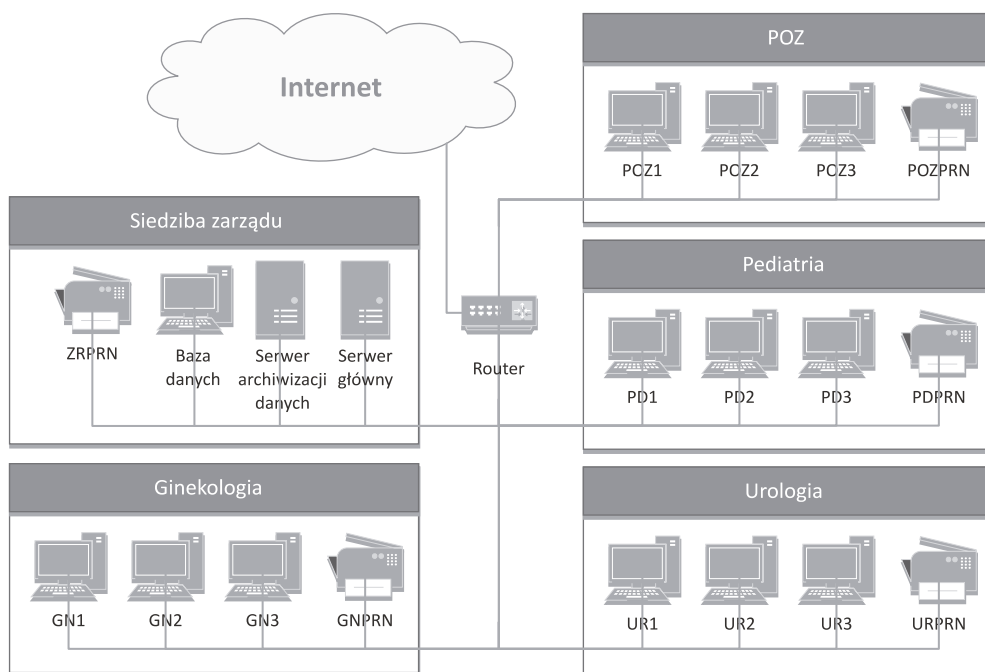 Internet
POZ
POZ1 POZ2 POZ3 POZPRN
Siedziba zarządu
ZRPRN Baza Serwer Serwer
danych archiwizacji główny
danych
Router
Pediatria
PD1 PD2 PD3 PDPRN
Ginekologia
GN1 GN2 GN3 GNPRN
Urologia
UR1 UR2 UR3 URPRN